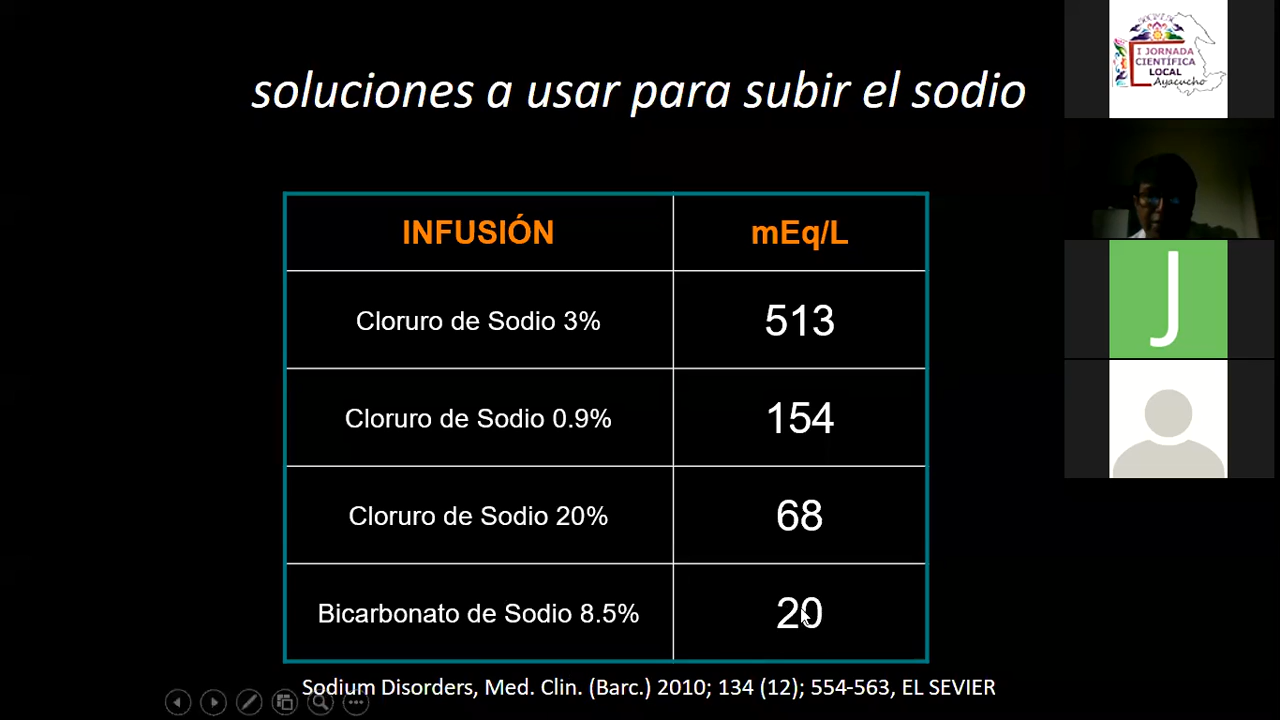 soluciones a usar para subir el sodio
INFUSIÓN mEq/L
Cloruro de Sodio 3% 513
Cloruro de Sodio 0.9% 154
Cloruro de Sodio 20% 68
Bicarbonato de Sodio 8.5% 20
Sodium Disorders, Med. Clin. (Barc.) 2010; 134 (12); 554-563, EL SEVIER
I JORNADA
CIENTÍFICA
LOCAL
Ayacucho
J